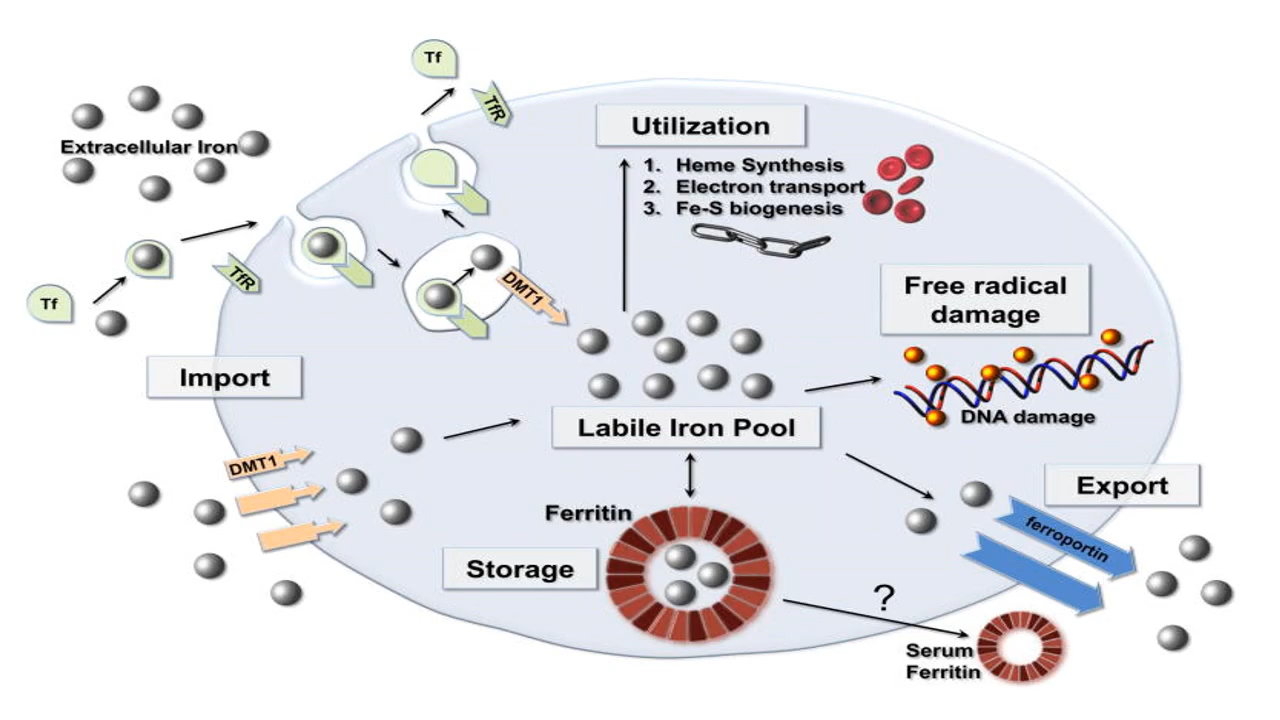 Tf
TfR
Extracellular Iron
Utilization
1. Heme Synthesis
2. Electron transport
3. Fe-S biogenesis
TfR
Tf
DMT1
Free radical
damage
DNA damage
Import
Labile Iron Pool
DMT1
Export
ferroportin
Ferritin
Storage
?
Serum
Ferritin